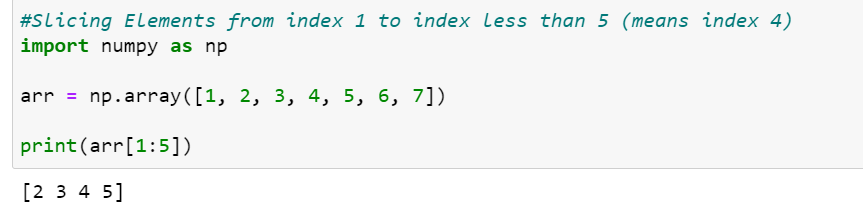 #Slicing Elements from index 1 to index less than 5 (means index 4)
import numpy as np
arr = np.array([1, 2, 3, 4, 5, 6, 7])
print(arr[1:5])
[2 3 4 5]